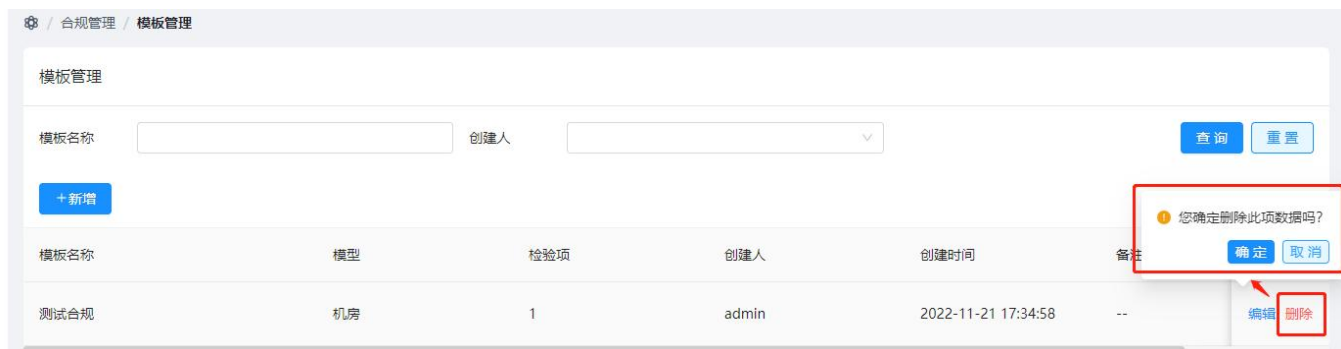 / 合规管理 / 模板管理
模板管理
模板名称 创建人 查询 重置
+新增
您确定删除此项数据吗?
确定 取消
模板名称 模型 检验项 创建人 创建时间 备注
测试合规 机房 1 admin 2022-11-21 17:34:58 -- 编辑 删除